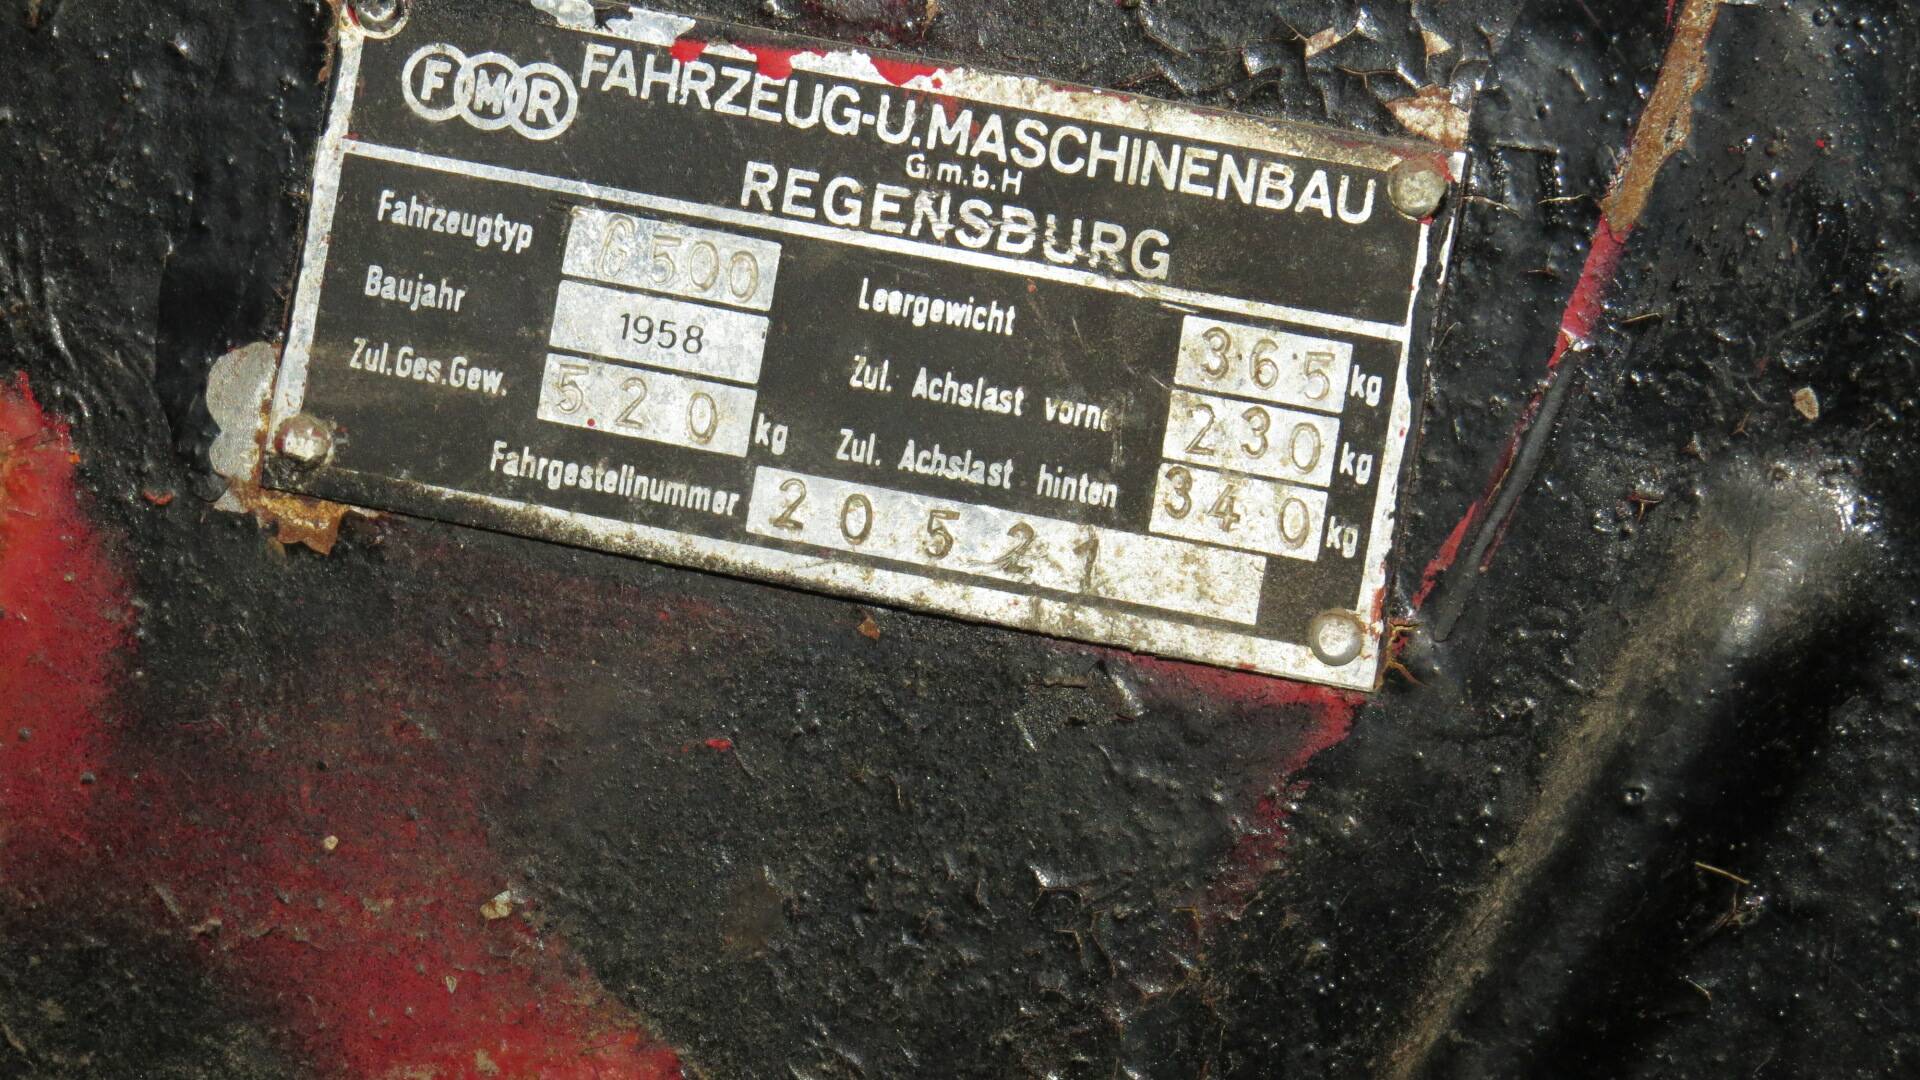 FMR FAHRZEUG-U.MASCHINENBAU
G.m.b.H
REGENSBURG
Fahrzeugtyp 500
Baujahr 1958
Zul.Ges.Gew. 520 kg
Leergewicht 365 kg
Zul. Achslast vorne 230 kg
Zul. Achslast hinten 340 kg
Fahrgestellnummer 20521